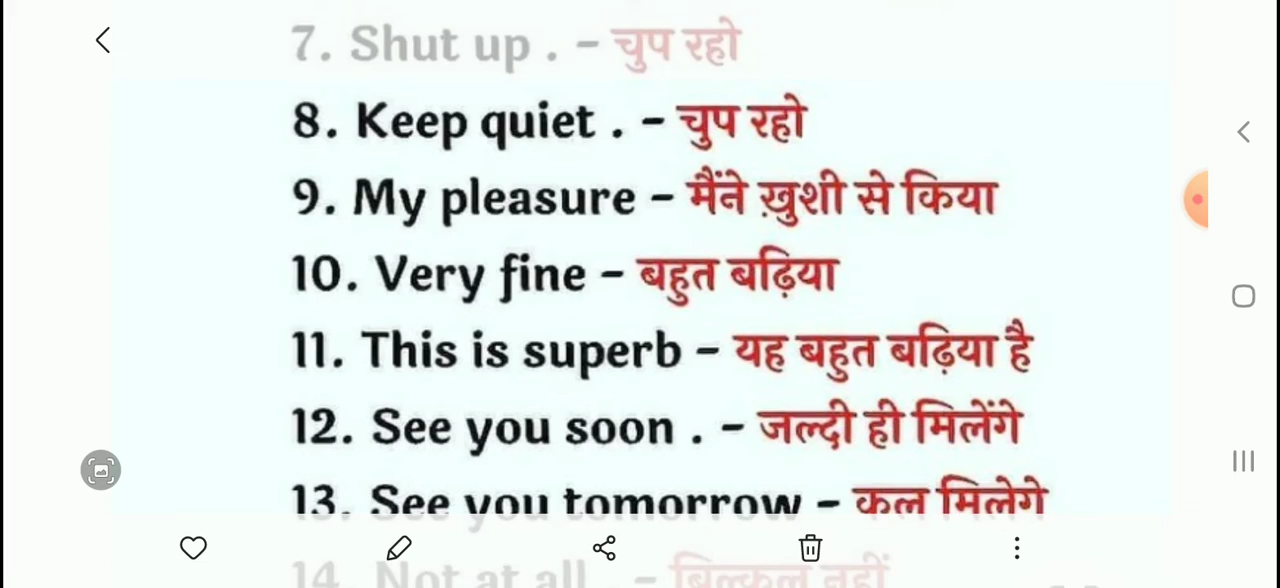 7. Shut up . – चुप रहो
8. Keep quiet . – चुप रहो
9. My pleasure – मैंने ख़ुशी से किया
10. Very fine – बहुत बढ़िया
11. This is superb – यह बहुत बढ़िया है
12. See you soon . – जल्दी ही मिलेंगे
13. See you tomorrow – कल मिलेगे
14. Not at all . – बिल्कुल नहीं